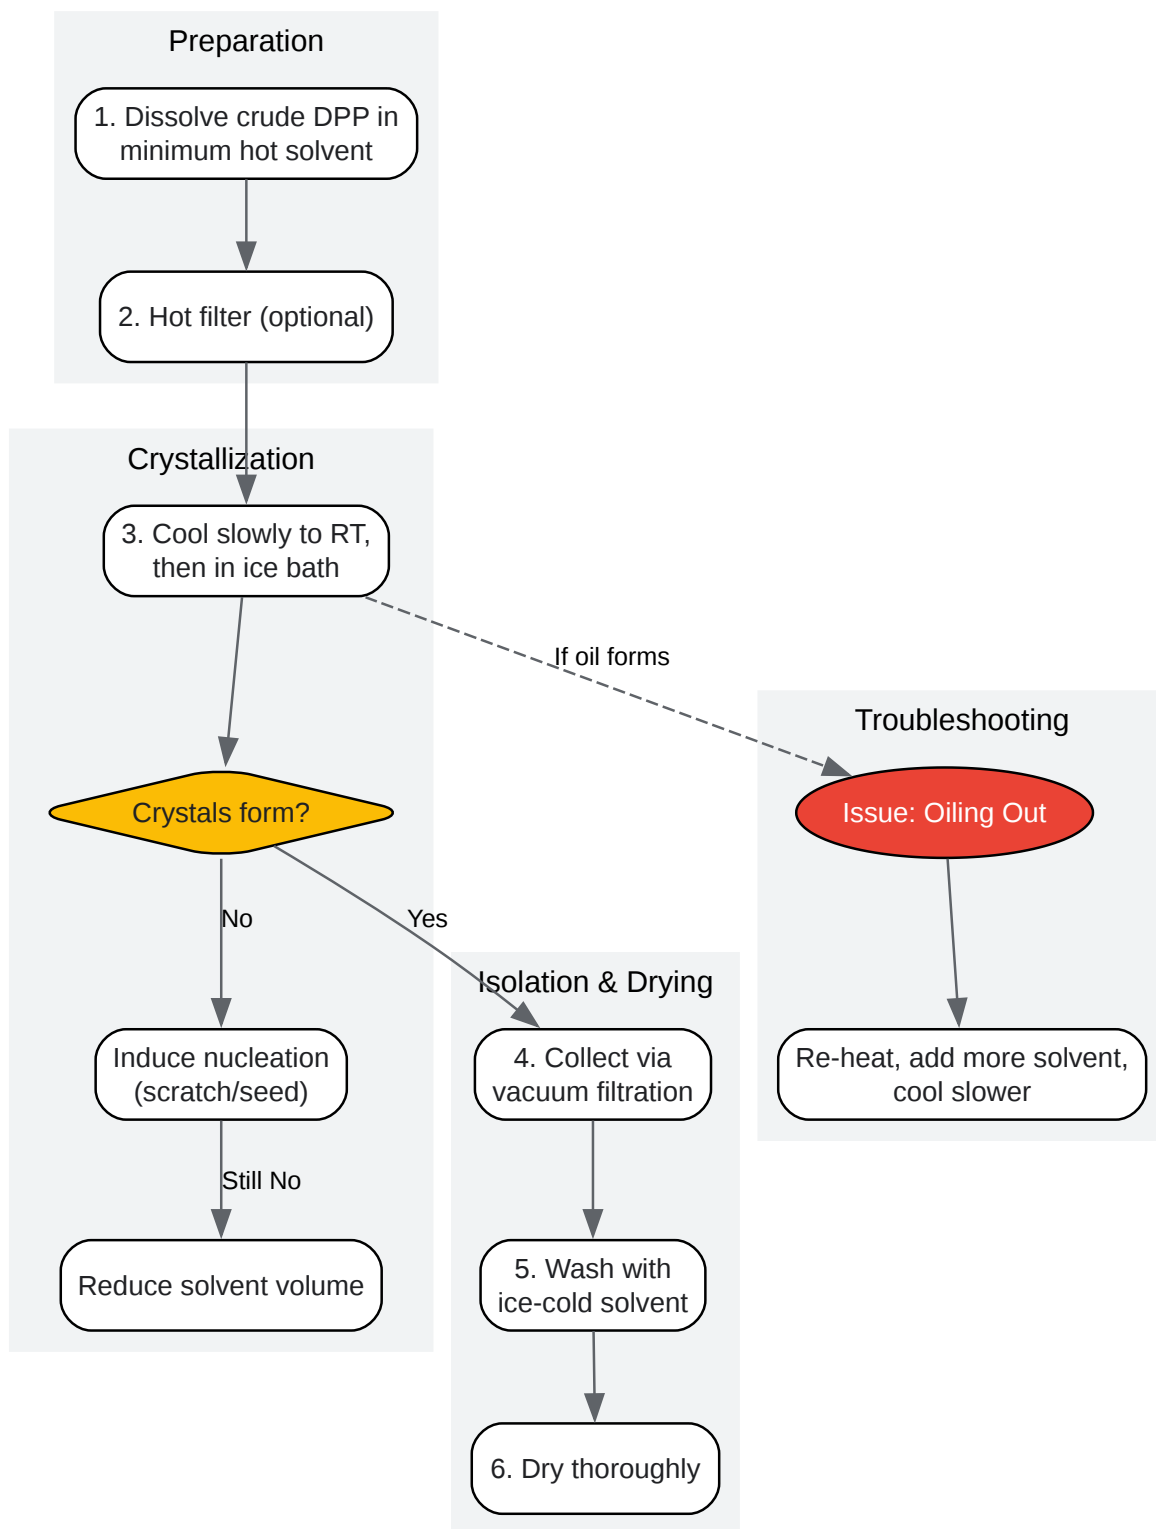 Preparation
1. Dissolve crude DPP in
minimum hot solvent
2. Hot filter (optional)
Crystallization
3. Cool slowly to RT,
then in ice bath
If oil forms
Troubleshooting
Crystals form?
Issue: Oiling Out
No
Yes
Isolation & Drying
Induce nucleation
(scratch/seed)
4. Collect via
vacuum filtration
Re-heat, add more solvent,
cool slower
Still No
Reduce solvent volume
5. Wash with
ice-cold solvent
6. Dry thoroughly